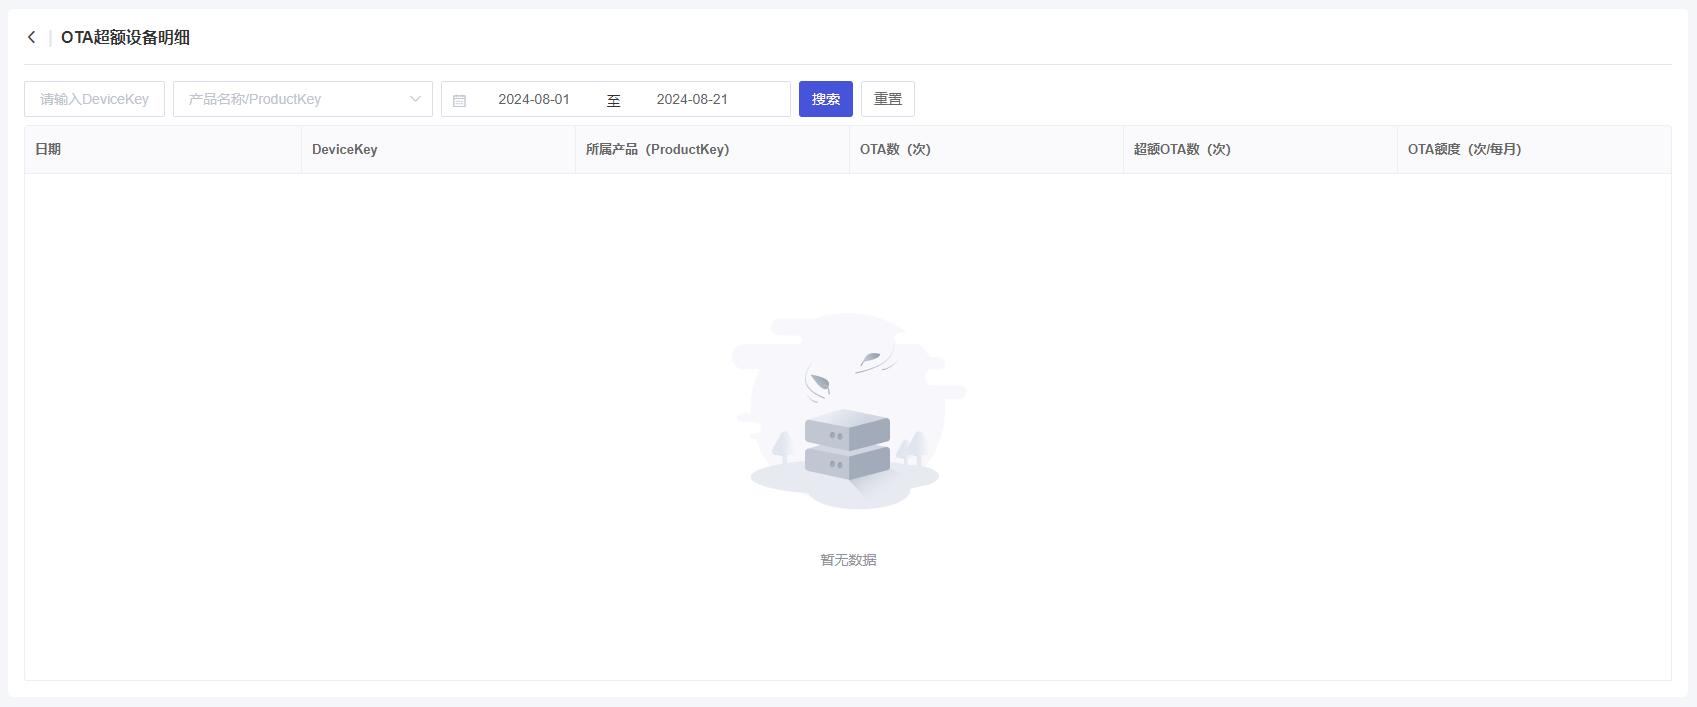 OTA超额设备明细
请输入DeviceKey 产品名称/ProductKey 2024-08-01 至 2024-08-21 搜索 重置
日期 DeviceKey 所属产品（ProductKey） OTA数（次） 超额OTA数（次） OTA额度（次/每月）
暂无数据